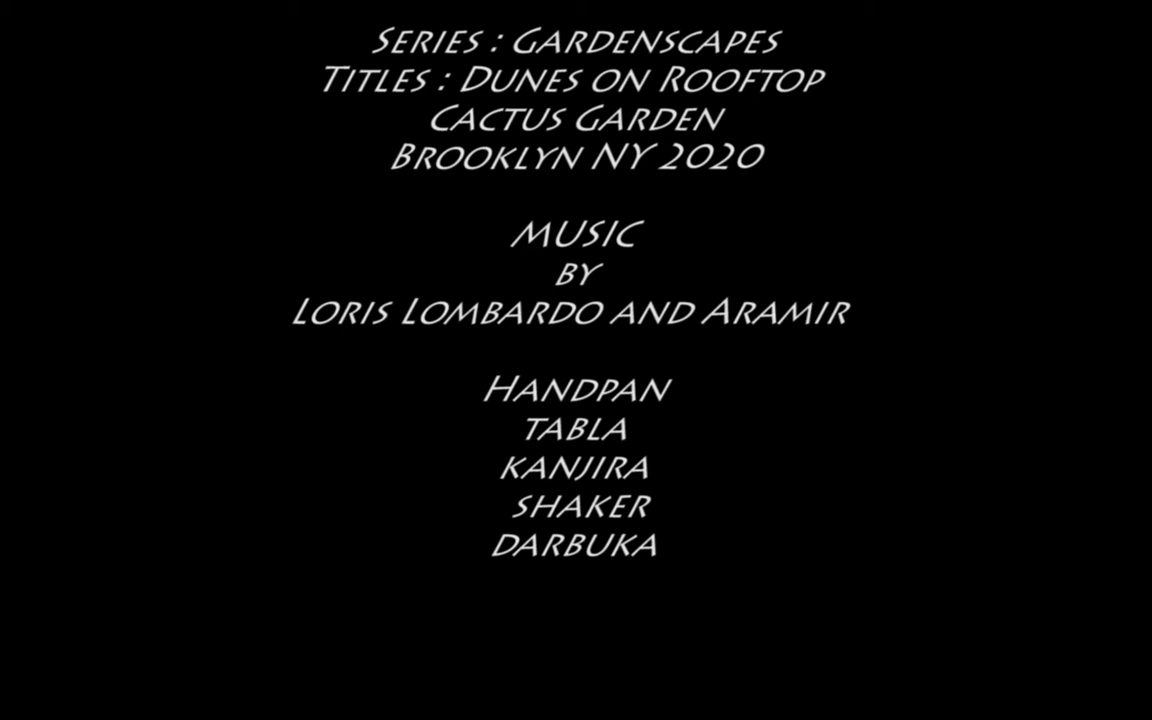 Series : Gardenscapes
Titles : Dunes on Rooftop
Cactus Garden
Brooklyn NY 2020
music
by
Loris Lombardo and Aramir
Handpan
tabla
kanjira
shaker
darbuka